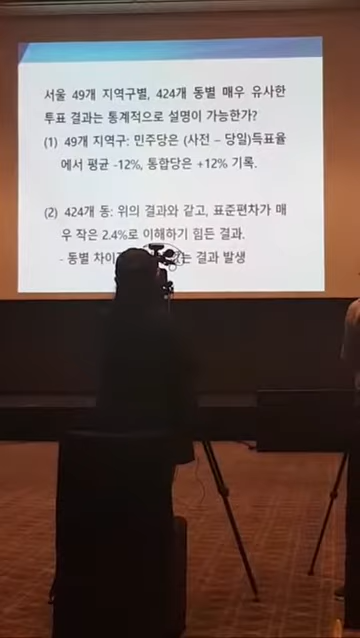 서울 49개 지역구별, 424개 동별 매우 유사한
투표 결과는 통계적으로 설명이 가능한가?
(1) 49개 지역구: 민주당은 (사전 – 당일)득표율
에서 평균 -12%, 통합당은 +12% 기록.
(2) 424개 동: 위의 결과와 같고, 표준편차가 매
우 작은 2.4%로 이해하기 힘든 결과.
- 동별 결과 발생